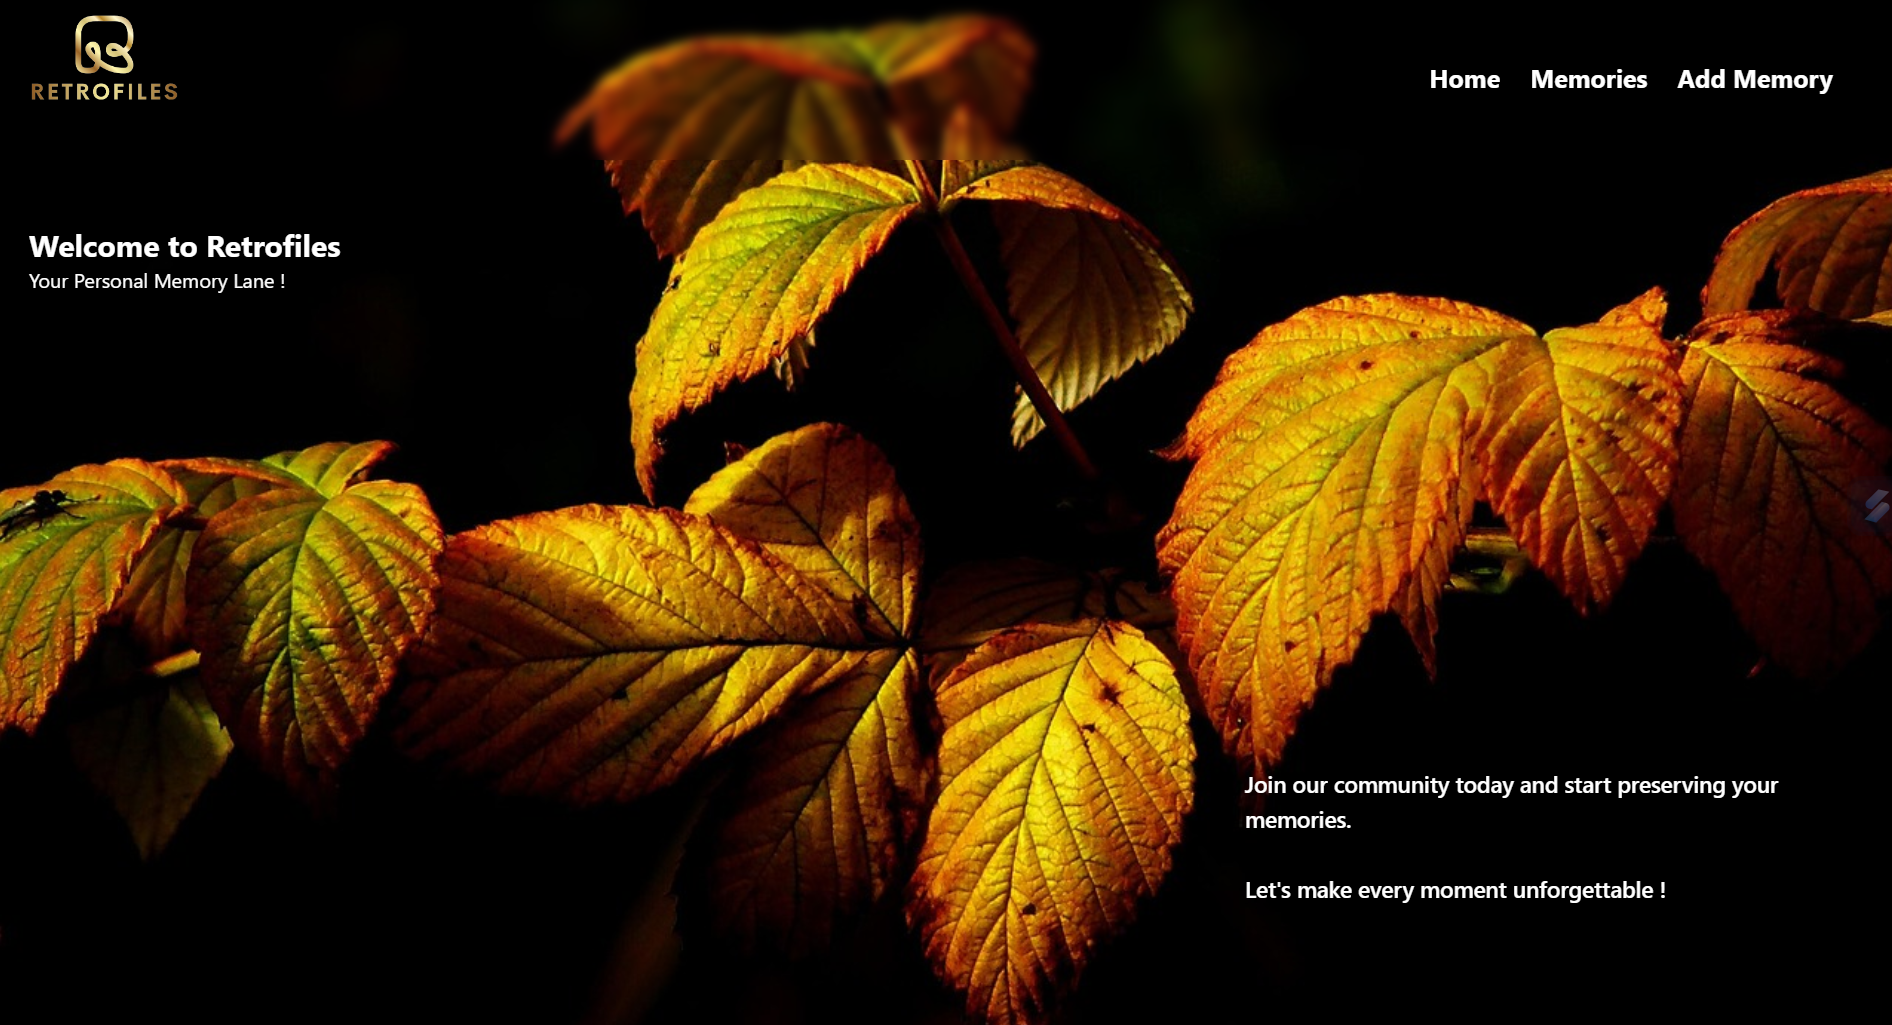 RETROFILES
Home Memories Add Memory
Welcome to Retrofiles
Your Personal Memory Lane !
Join our community today and start preserving your
memories.
Let's make every moment unforgettable !